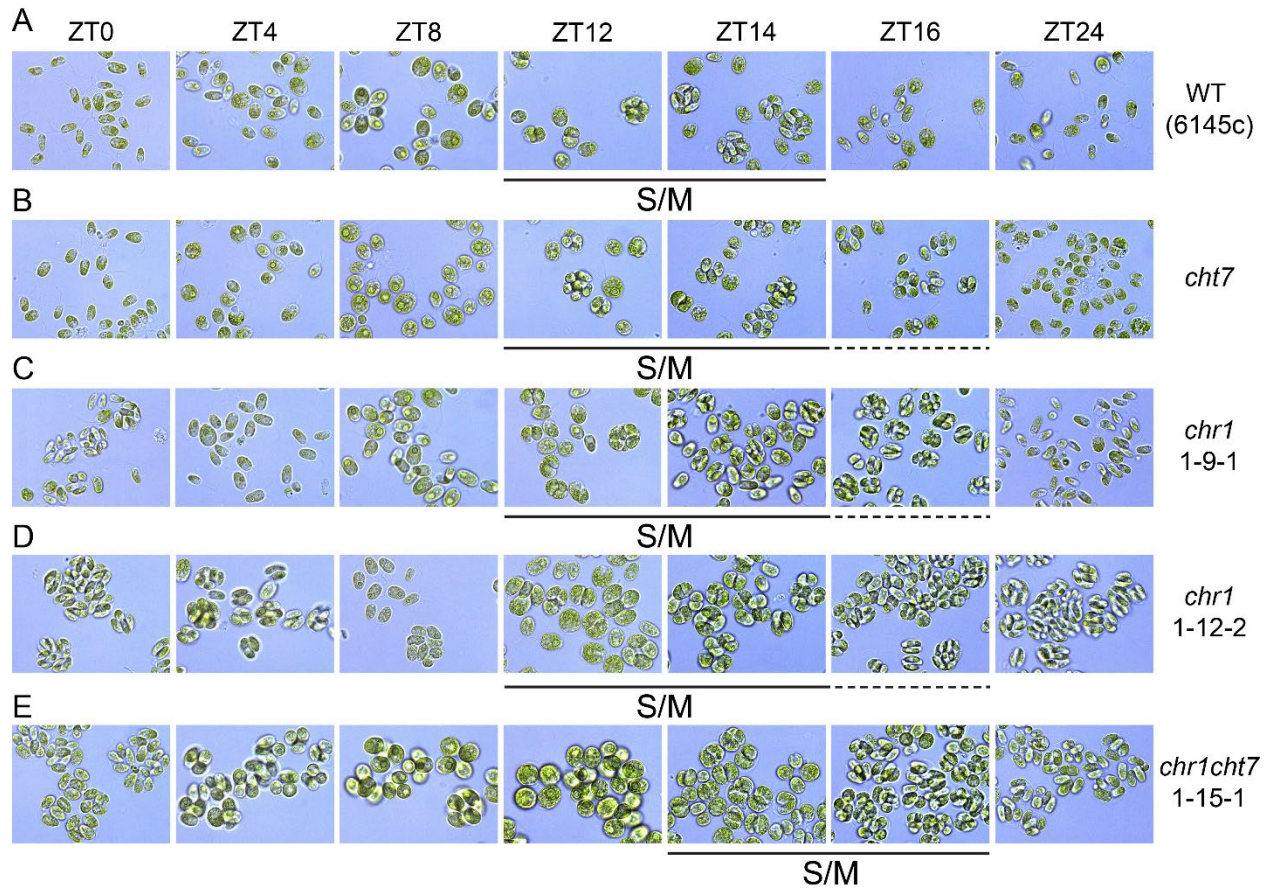 A
ZT0 ZT4 ZT8 ZT12 ZT14 ZT16 ZT24
WT
(6145c)
S/M
B
cht7
S/M
C
chr1
1-9-1
S/M
D
chr1
1-12-2
S/M
E
chr1cht7
1-15-1
S/M